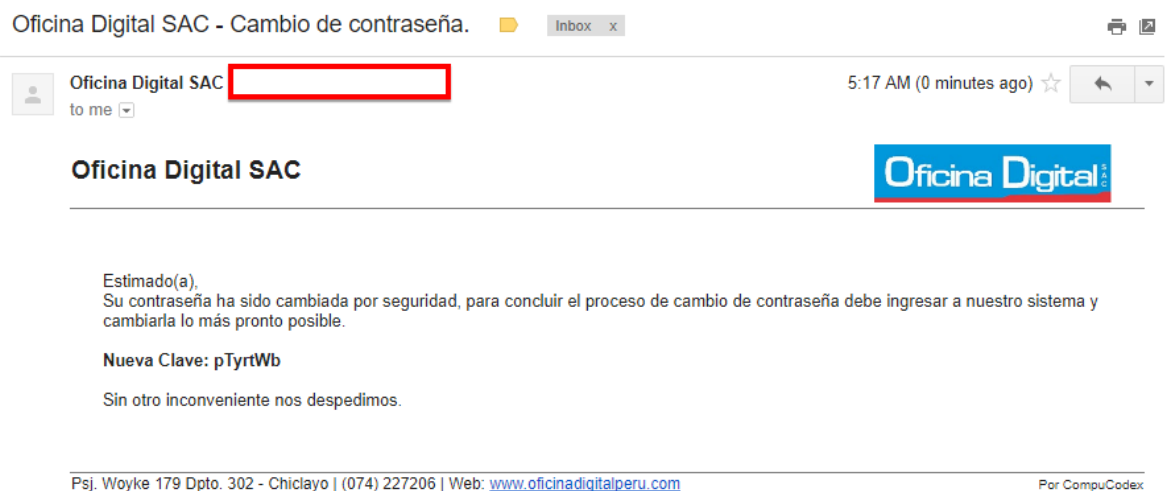 Oficina Digital SAC - Cambio de contraseña.
Inbox x
Oficina Digital SAC
5:17 AM (0 minutes ago)
to me
Oficina Digital SAC
Oficina Digital SAC
Estimado(a),
Su contraseña ha sido cambiada por seguridad, para concluir el proceso de cambio de contraseña debe ingresar a nuestro sistema y
cambiarla lo más pronto posible.
Nueva Clave: pTyrtWb
Sin otro inconveniente nos despedimos.
Psj. Woyke 179 Dpto. 302 - Chiclayo | (074) 227206 | Web: www.oficinadigitalperu.com
Por CompuCodex